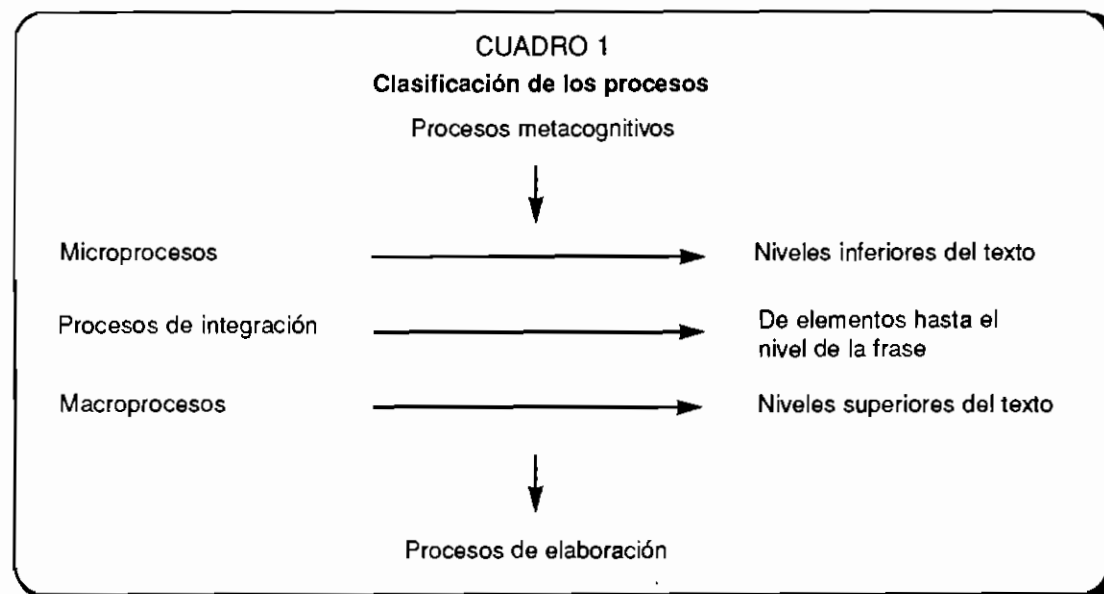 CUADRO 1
Clasificación de los procesos
Procesos metacognitivos
Microprocesos
Niveles inferiores del texto
Procesos de integración
De elementos hasta el
nivel de la frase
Macroprocesos
Niveles superiores del texto
Procesos de elaboración